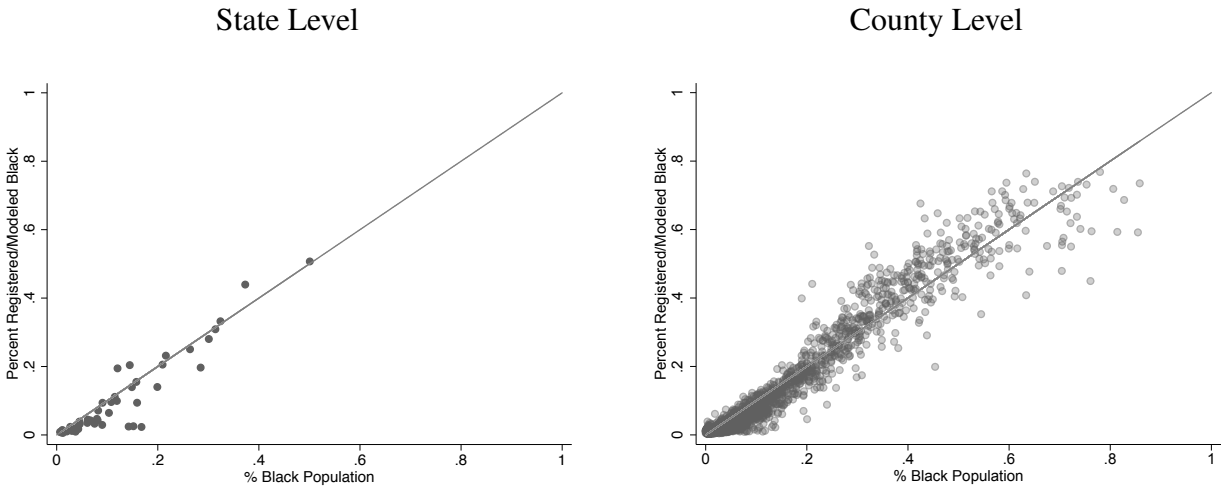 State Level
Percent Registered/Modeled Black
1
.8
.6
.4
.2
0
0 .2 .4 .6 .8 1
% Black Population
County Level
Percent Registered/Modeled Black
1
.8
.6
.4
.2
0
0 .2 .4 .6 .8 1
% Black Population